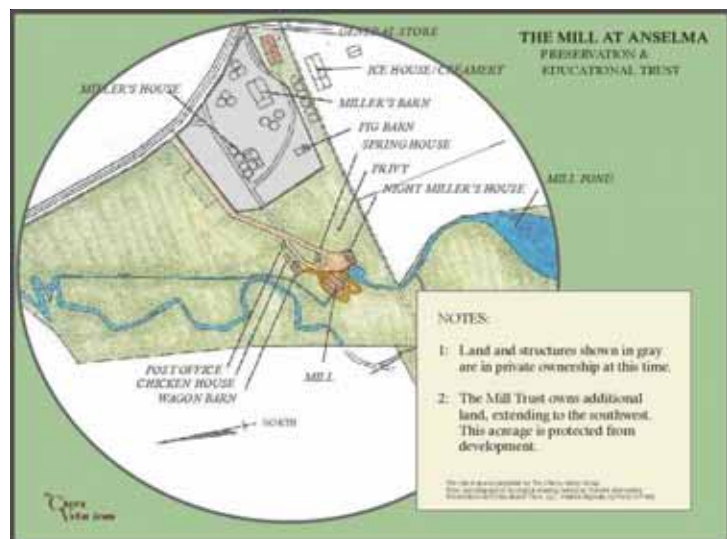 THE MILL AT ANSELMA
PRESERVATION &
EDUCATIONAL TRUST
GENERAL STORE
ICE HOUSE/CREAMERY
MILLER'S HOUSE
MILLER'S BARN
PIG BARN
SPRING HOUSE
PRIVY
NIGHT MILLER'S HOUSE
MILL POND
POST OFFICE
CHICKEN HOUSE
WAGON BARN
MILL
NORTH
NOTES:
1: Land and structures shown in gray
are in private ownership at this time.
2: The Mill Trust owns additional
land, extending to the southwest.
This acreage is protected from
development.